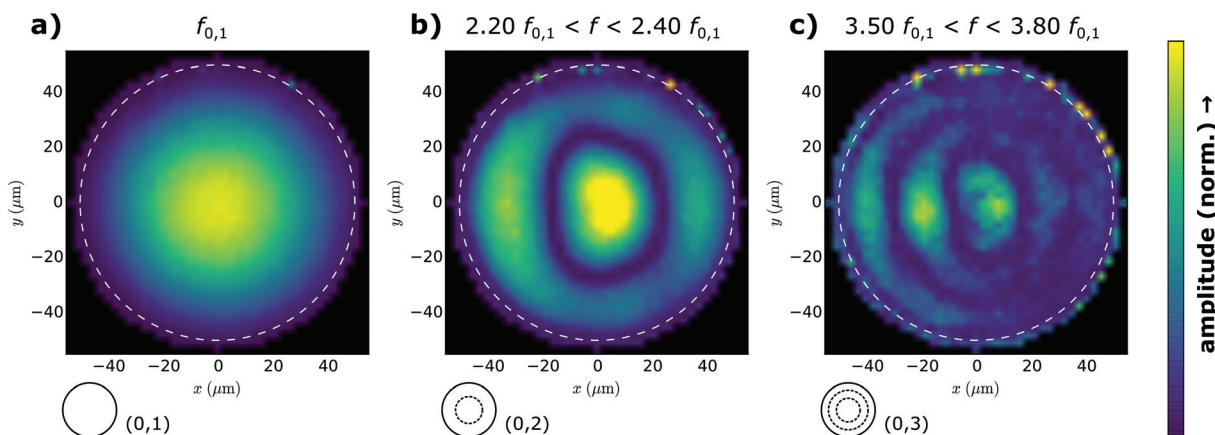 a) f0,1
b) 2.20 f0,1 < f < 2.40 f0,1
c) 3.50 f0,1 < f < 3.80 f0,1
y (μm)
40
20
0
−20
−40
−40 −20 0 20 40
x (μm)
(0,1)
y (μm)
40
20
0
−20
−40
−40 −20 0 20 40
x (μm)
(0,2)
y (μm)
40
20
0
−20
−40
−40 −20 0 20 40
x (μm)
(0,3)
amplitude (norm.) →